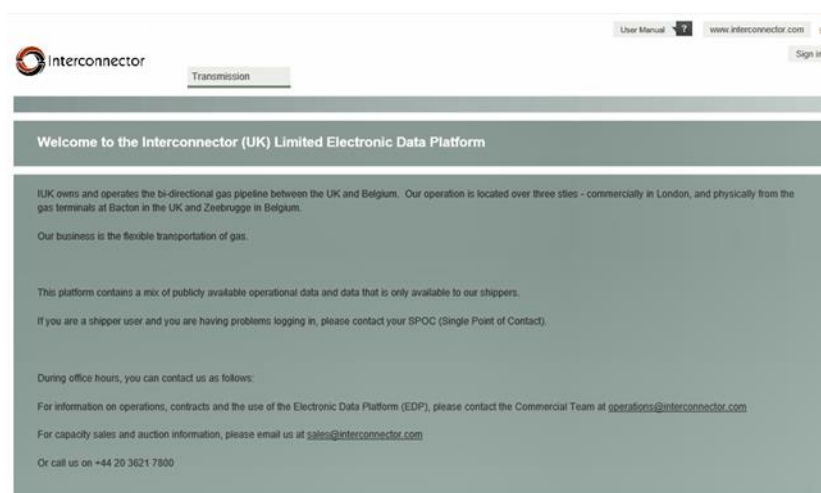 User Manual ? www.interconnector.com
Sign in
Interconnector
Transmission
Welcome to the Interconnector (UK) Limited Electronic Data Platform
IUK owns and operates the bi-directional gas pipeline between the UK and Belgium. Our operation is located over three sties - commercially in London, and physically from the
gas terminals at Bacton in the UK and Zeebrugge in Belgium.
Our business is the flexible transportation of gas.
This platform contains a mix of publicly available operational data and data that is only available to our shippers.
If you are a shipper user and you are having problems logging in, please contact your SPOC (Single Point of Contact).
During office hours, you can contact us as follows:
For information on operations, contracts and the use of the Electronic Data Platform (EDP), please contact the Commercial Team at operations@interconnector.com
For capacity sales and auction information, please email us at sales@interconnector.com
Or call us on +44 20 3621 7800